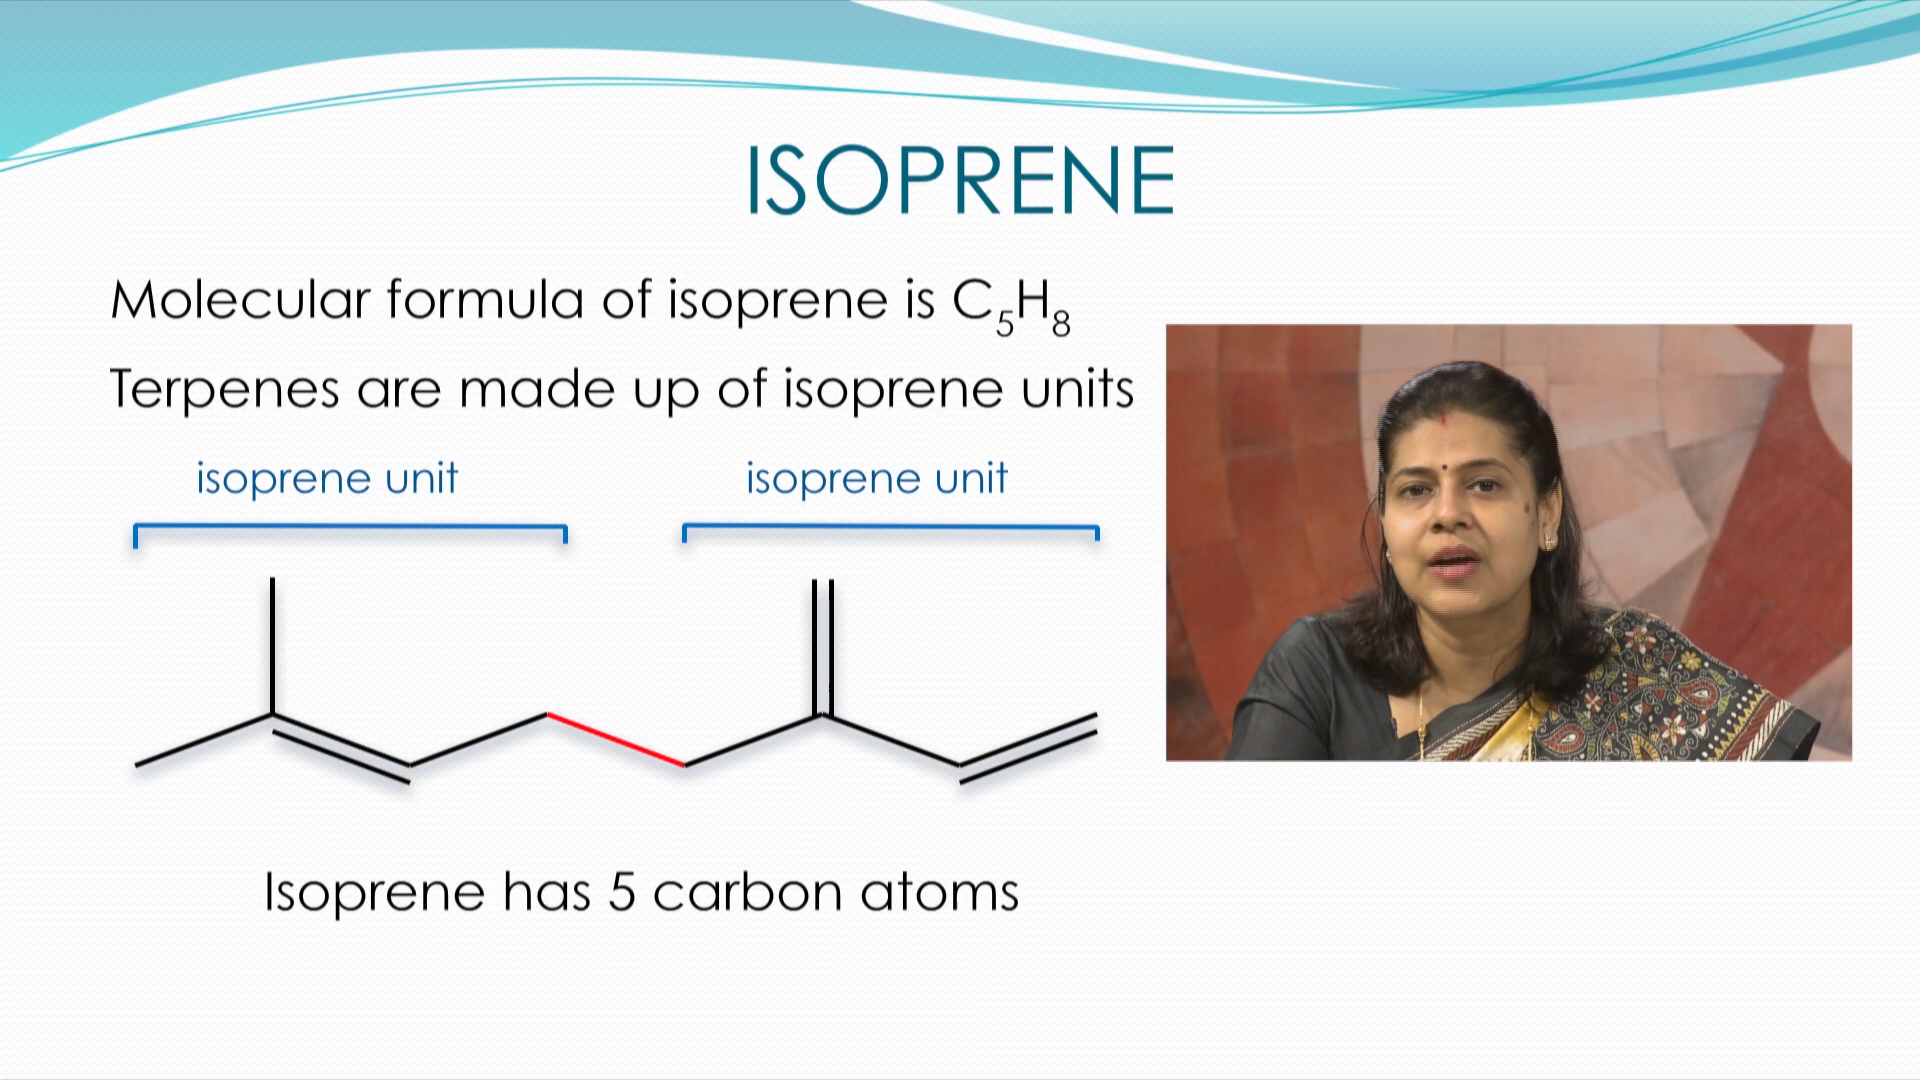 ISOPRENE
Molecular formula of isoprene is C₅H₈
Terpenes are made up of isoprene units
isoprene unit
isoprene unit
Isoprene has 5 carbon atoms